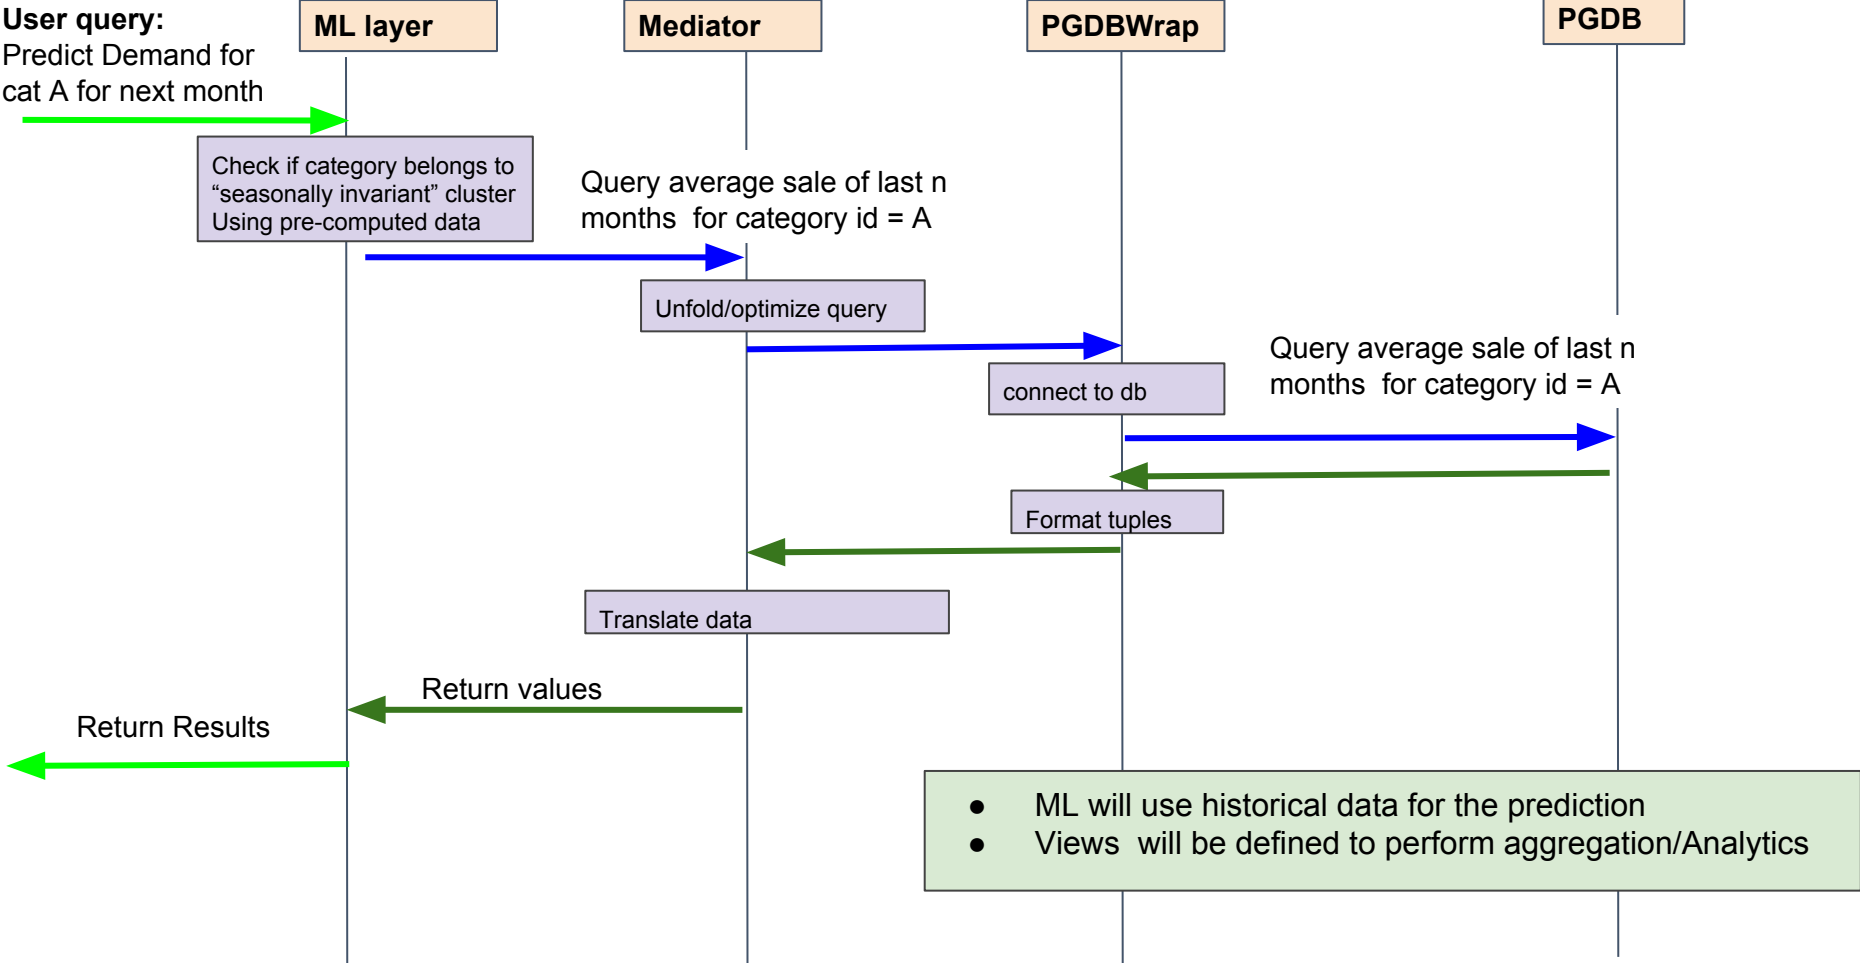 User query:
Predict Demand for
cat A for next month
ML layer
Mediator
PGDBWrap
PGDB
Check if category belongs to
“seasonally invariant” cluster
Using pre-computed data
Query average sale of last n
months for category id = A
Unfold/optimize query
connect to db
Query average sale of last n
months for category id = A
Format tuples
Translate data
Return values
Return Results
● ML will use historical data for the prediction
● Views will be defined to perform aggregation/Analytics